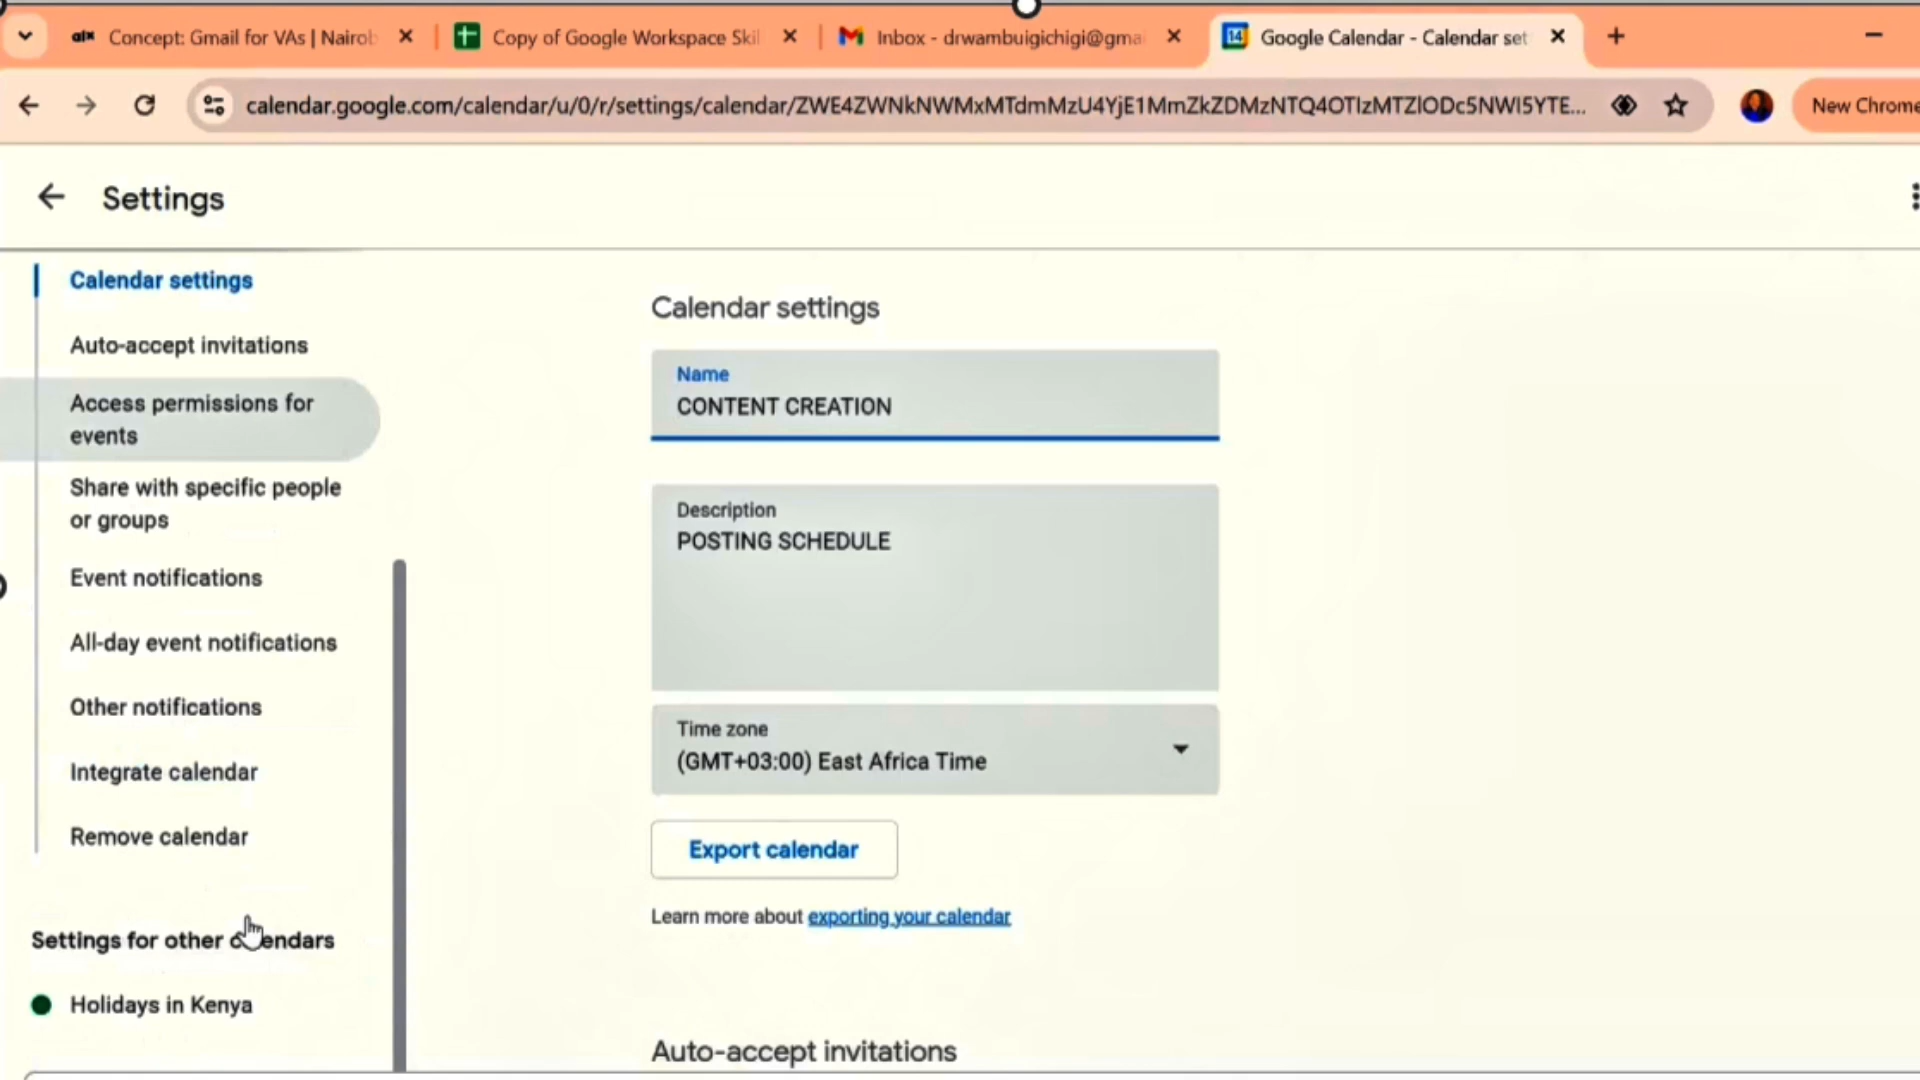 alx Concept: Gmail for VAs | Nairob
Copy of Google Workspace Skil
Inbox - drwambuigichigi@gma
14 Google Calendar - Calendar set
calendar.google.com/calendar/u/0/r/settings/calendar/ZWE4ZWNkNWMxMTdmMzU4YjE1MmZkZDMzNTQ4OTIzMTZlODc5NWI5YTE...
New Chrome
Settings
Calendar settings
Auto-accept invitations
Access permissions for
events
Share with specific people
or groups
Event notifications
All-day event notifications
Other notifications
Integrate calendar
Remove calendar
Settings for other calendars
Holidays in Kenya
Calendar settings
Name
CONTENT CREATION
Description
POSTING SCHEDULE
Time zone
(GMT+03:00) East Africa Time
Export calendar
Learn more about exporting your calendar
Auto-accept invitations